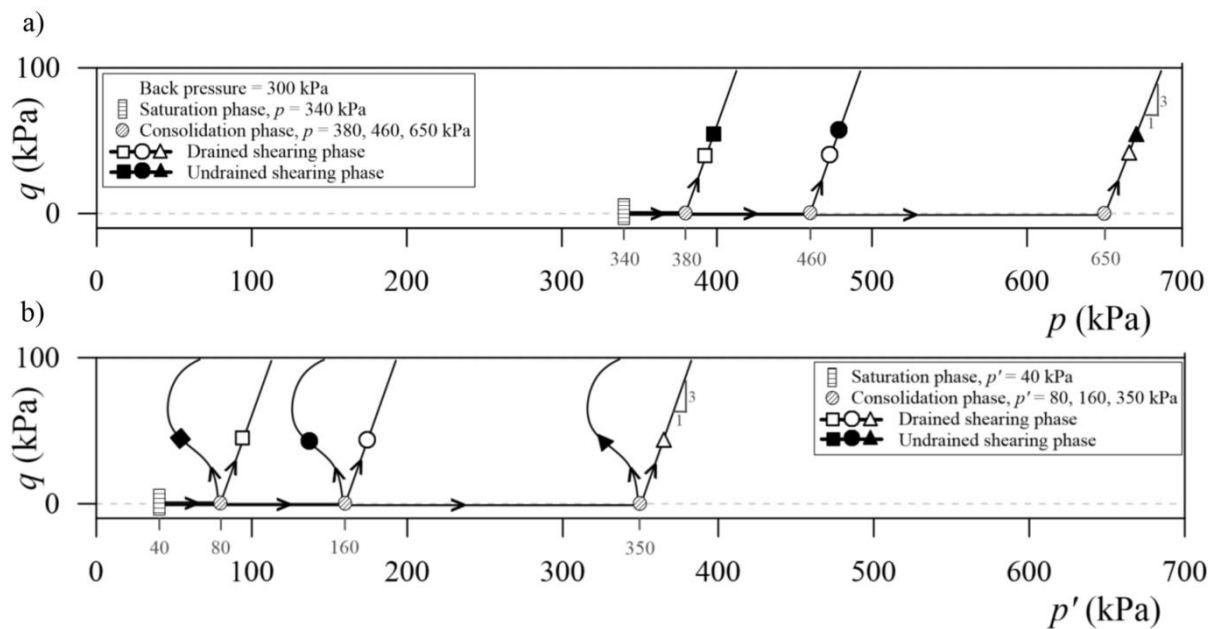 a)
100
q (kPa)
0
Back pressure = 300 kPa
Saturation phase, p = 340 kPa
Consolidation phase, p = 380, 460, 650 kPa
Drained shearing phase
Undrained shearing phase
3
1
340 380 460 650
0 100 200 300 400 500 600 700
p (kPa)
b)
100
q (kPa)
0
Saturation phase, p' = 40 kPa
Consolidation phase, p' = 80, 160, 350 kPa
Drained shearing phase
Undrained shearing phase
3
1
40 80 160 350
0 100 200 300 400 500 600 700
p' (kPa)